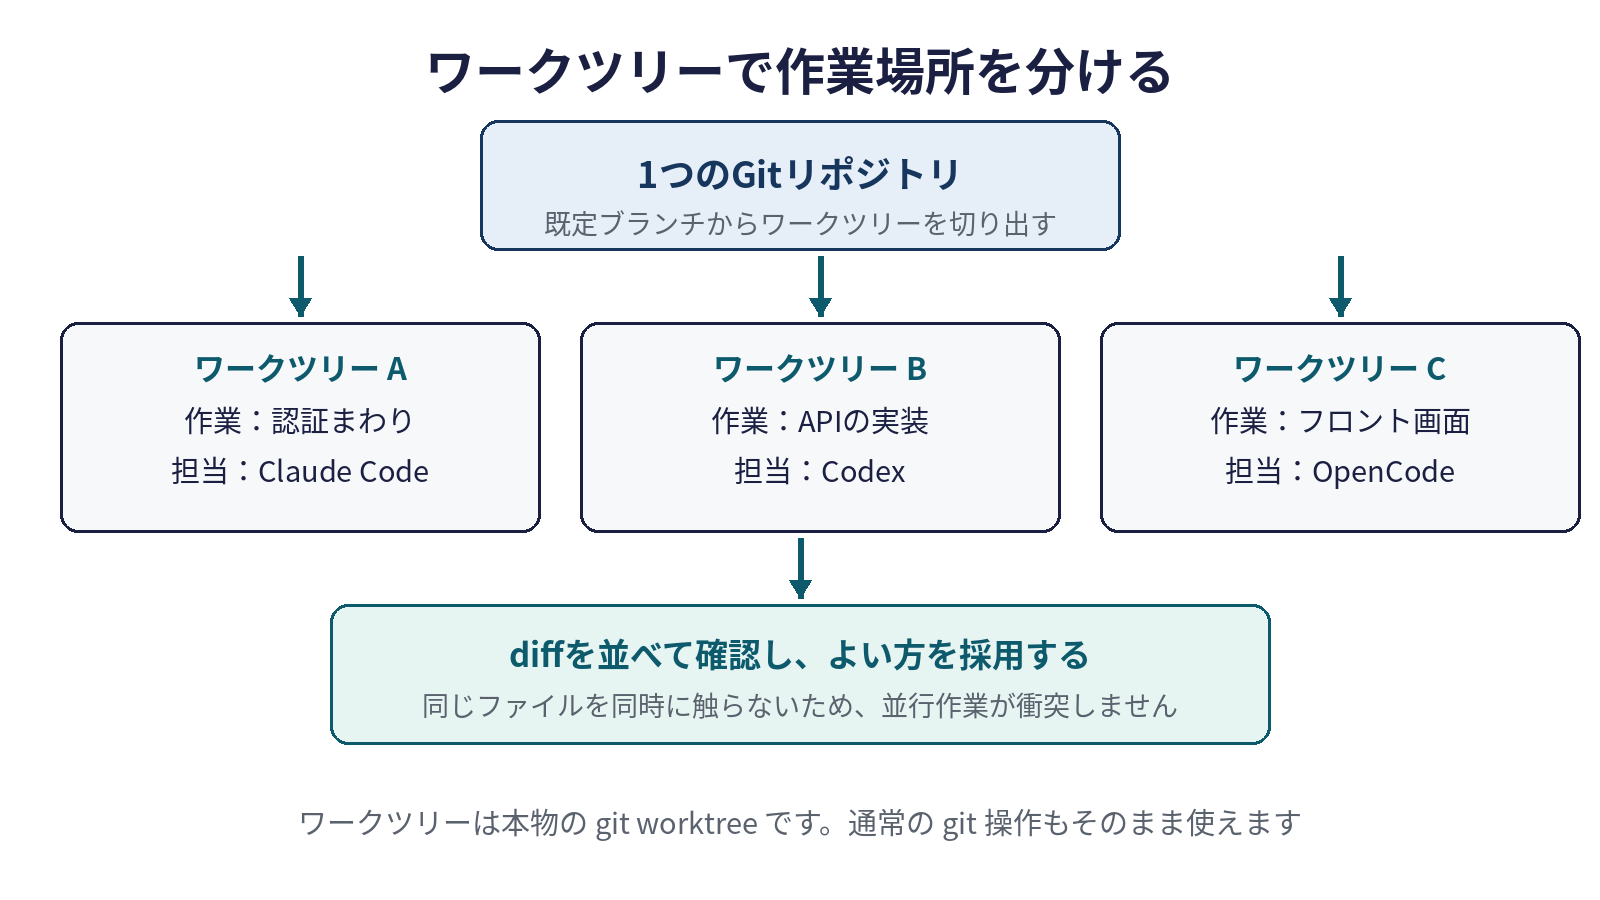 ワークツリーで作業場所を分ける
1つのGitリポジトリ
既定ブランチからワークツリーを切り出す
ワークツリー A
作業：認証まわり
担当：Claude Code
ワークツリー B
作業：APIの実装
担当：Codex
ワークツリー C
作業：フロント画面
担当：OpenCode
diffを並べて確認し、よい方を採用する
同じファイルを同時に触らないため、並行作業が衝突しません
ワークツリーは本物の git worktree です。通常の git 操作もそのまま使えます